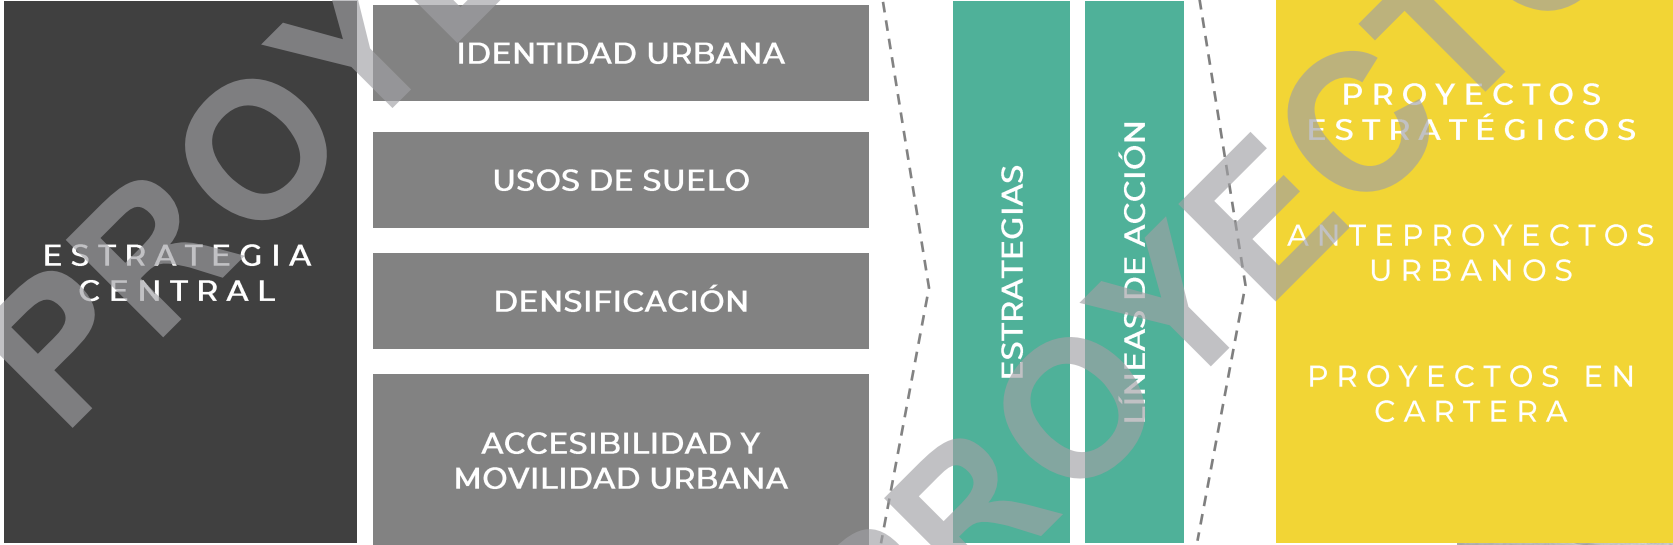 ESTRATEGIA
CENTRAL
IDENTIDAD URBANA
USOS DE SUELO
DENSIFICACIÓN
ACCESIBILIDAD Y
MOVILIDAD URBANA
ESTRATEGIAS
LÍNEAS DE ACCIÓN
PROYECTOS
ESTRATÉGICOS
ANTEPROYECTOS
URBANOS
PROYECTOS EN
CARTERA
PROYE
PROYECTO